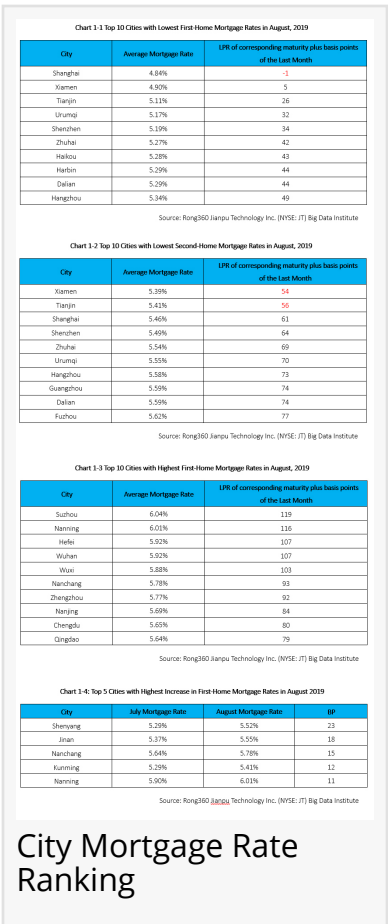 Chart 1-1 Top 10 Cities with Lowest First-Home Mortgage Rates in August, 2019
City Average Mortgage Rate LPR of corresponding maturity plus basis points
of the Last Month
Shanghai 4.84% -1
Xiamen 4.90% 5
Tianjin 5.11% 26
Urumqi 5.17% 32
Shenzhen 5.19% 34
Zhuhai 5.27% 42
Haikou 5.28% 43
Harbin 5.29% 44
Dalian 5.29% 44
Hangzhou 5.34% 49
Source: Rong360 Jianpu Technology Inc. (NYSE: JT) Big Data Institute
Chart 1-2 Top 10 Cities with Lowest Second-Home Mortgage Rates in August, 2019
City Average Mortgage Rate LPR of corresponding maturity plus basis points
of the Last Month
Xiamen 5.39% 54
Tianjin 5.41% 56
Shanghai 5.46% 61
Shenzhen 5.49% 64
Zhuhai 5.54% 69
Urumqi 5.55% 70
Hangzhou 5.58% 73
Guangzhou 5.59% 74
Dalian 5.59% 74
Fuzhou 5.62% 77
Source: Rong360 Jianpu Technology Inc. (NYSE: JT) Big Data Institute
Chart 1-3 Top 10 Cities with Highest First-Home Mortgage Rates in August, 2019
City Average Mortgage Rate LPR of corresponding maturity plus basis points
of the Last Month
Suzhou 6.04% 119
Nanning 6.01% 116
Hefei 5.92% 107
Wuhan 5.92% 107
Wuxi 5.88% 103
Nanchang 5.78% 93
Zhengzhou 5.77% 92
Nanjing 5.69% 84
Chengdu 5.65% 80
Qingdao 5.64% 79
Source: Rong360 Jianpu Technology Inc. (NYSE: JT) Big Data Institute
Chart 1-4: Top 5 Cities with Highest Increase in First-Home Mortgage Rates in August 2019
City July Mortgage Rate August Mortgage Rate BP
Shenyang 5.29% 5.52% 23
Jinan 5.37% 5.55% 18
Nanchang 5.64% 5.78% 15
Kunming 5.29% 5.41% 12
Nanning 5.90% 6.01% 11
Source: Rong360 Jianpu Technology Inc. (NYSE: JT) Big Data Institute
City Mortgage Rate
Ranking